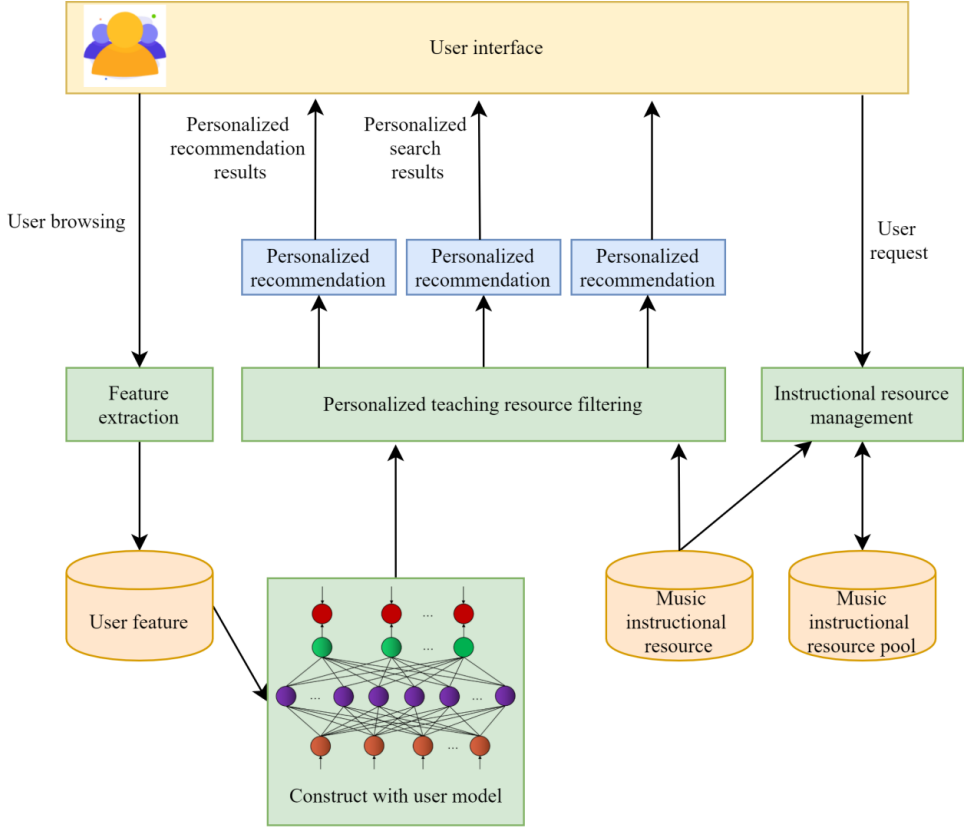 User interface
Personalized
recommendation
results
Personalized
search
results
User browsing
User
request
Personalized
recommendation
Personalized
recommendation
Personalized
recommendation
Feature
extraction
Personalized teaching resource filtering
Instructional resource
management
User feature
Music
instructional
resource
Music
instructional
resource pool
...
...
...
...
...
Construct with user model